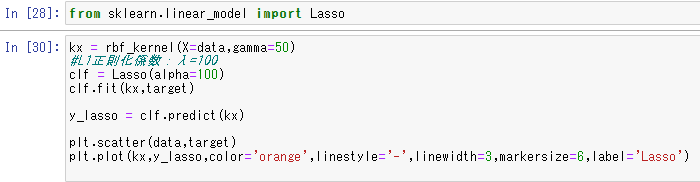 In [28]: from sklearn.linear_model import Lasso
In [30]: kx = rbf_kernel(X=data,gamma=50)
#L1正則化係数：λ=100
clf = Lasso(alpha=100)
clf.fit(kx,target)
y_lasso = clf.predict(kx)
plt.scatter(data,target)
plt.plot(kx,y_lasso,color='orange',linestyle='-',linewidth=3,markersize=6,label='Lasso')